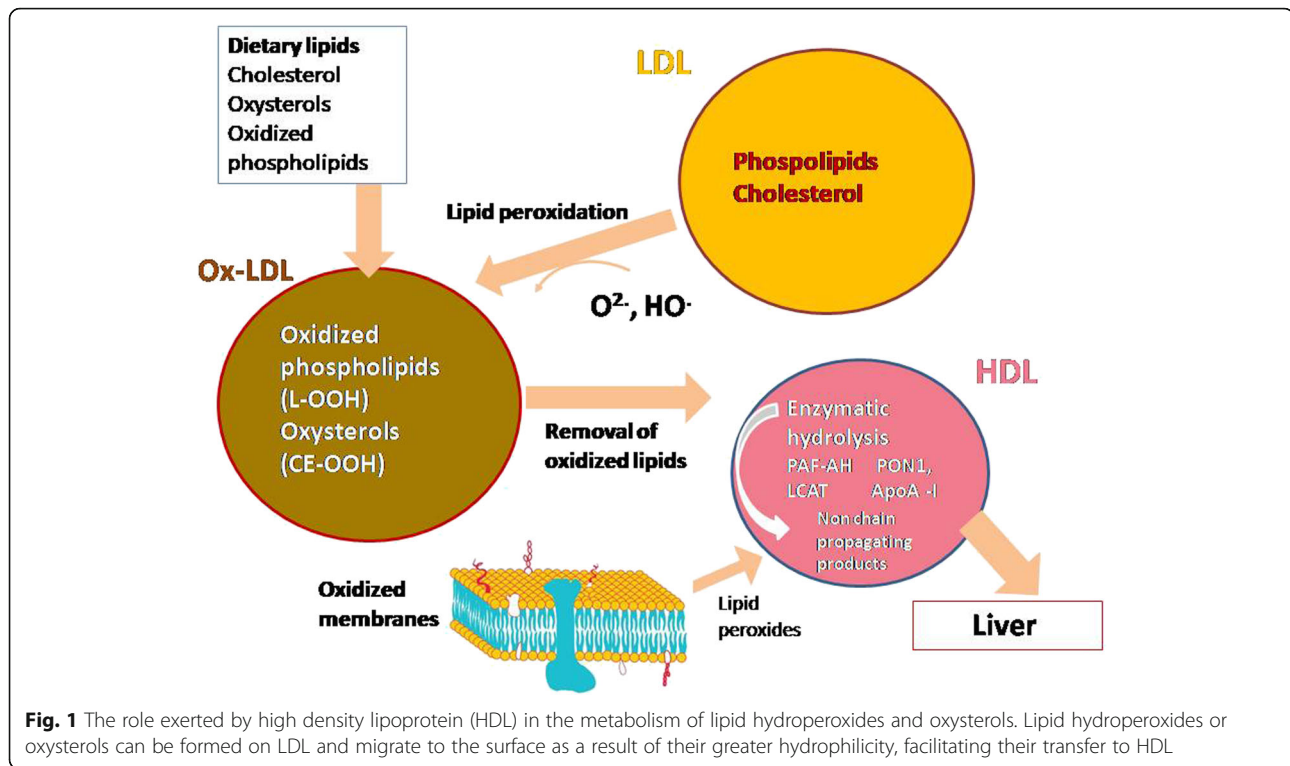 Dietary lipids
Cholesterol
Oxysterols
Oxidized
phospholipids
LDL
Phospolipids
Cholesterol
Lipid peroxidation
O²·, HO·
Ox-LDL
Oxidized
phospholipids
(L-OOH)
Oxysterols
(CE-OOH)
Removal of
oxidized lipids
HDL
Enzymatic
hydrolysis
PAF-AH PON1,
LCAT ApoA -I
Non chain
propagating
products
Oxidized
membranes
Lipid
peroxides
Liver
Fig. 1 The role exerted by high density lipoprotein (HDL) in the metabolism of lipid hydroperoxides and oxysterols. Lipid hydroperoxides or
oxysterols can be formed on LDL and migrate to the surface as a result of their greater hydrophilicity, facilitating their transfer to HDL